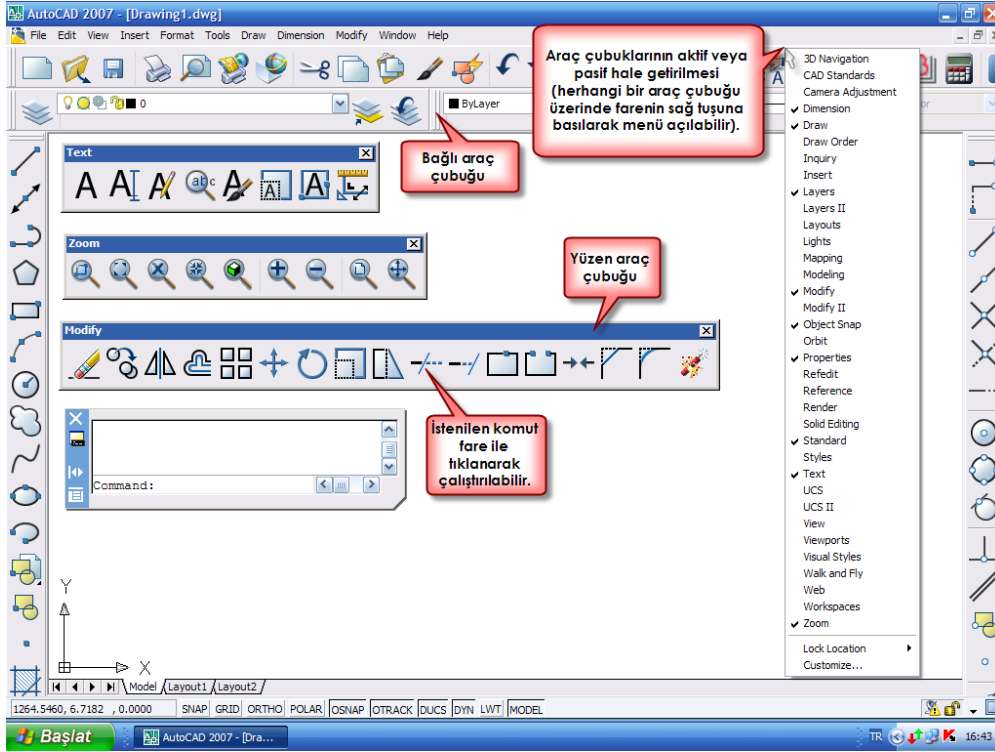 AutoCAD 2007 - [Drawing1.dwg]
File Edit View Insert Format Tools Draw Dimension Modify Window Help
0
ByLayer
Araç çubuklarının aktif veya
pasif hale getirilmesi
(herhangi bir araç çubuğu
üzerinde farenin sağ tuşuna
basılarak menü açılabilir).
Bağlı araç
çubuğu
Text
Zoom
Yüzen araç
çubuğu
Modify
İstenilen komut
fare ile
tıklanarak
çalıştırılabilir.
Command:
3D Navigation
CAD Standards
Camera Adjustment
Dimension
Draw
Draw Order
Inquiry
Insert
Layers
Layers II
Layouts
Lights
Mapping
Modeling
Modify
Modify II
Object Snap
Orbit
Properties
Refedit
Reference
Render
Solid Editing
Standard
Styles
Text
UCS
UCS II
View
Viewports
Visual Styles
Walk and Fly
Web
Workspaces
Zoom
Lock Location
Customize...
Y
X
Model Layout1 Layout2
1264.5460, 6.7182 , 0.0000 SNAP GRID ORTHO POLAR OSNAP OTRACK DUCS DYN LWT MODEL
Başlat AutoCAD 2007 - [Dra... TR 16:43